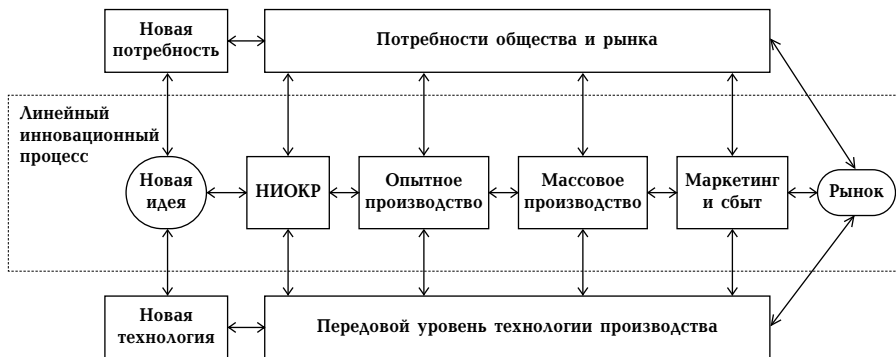 Новая
потребность
Потребности общества и рынка
Линейный
инновационный
процесс
Новая
идея
НИОКР
Опытное
производство
Массовое
производство
Маркетинг
и сбыт
Рынок
Новая
технология
Передовой уровень технологии производства